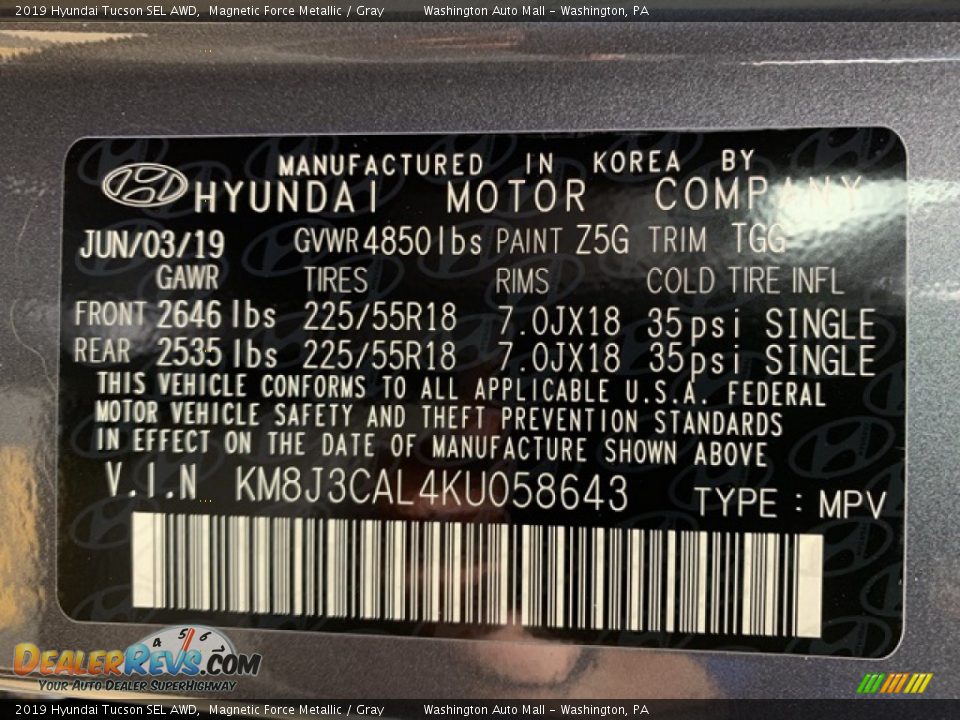 2019 Hyundai Tucson SEL AWD, Magnetic Force Metallic / Gray Washington Auto Mall - Washington, PA
MANUFACTURED IN KOREA BY
HYUNDAI MOTOR COMPANY
JUN/03/19 GVWR 4850lbs PAINT Z5G TRIM TGG
GAWR TIRES RIMS COLD TIRE INFL
FRONT 2646 lbs 225/55R18 7.0JX18 35psi SINGLE
REAR 2535 lbs 225/55R18 7.0JX18 35psi SINGLE
THIS VEHICLE CONFORMS TO ALL APPLICABLE U.S.A. FEDERAL
MOTOR VEHICLE SAFETY AND THEFT PREVENTION STANDARDS
IN EFFECT ON THE DATE OF MANUFACTURE SHOWN ABOVE
V.I.N KM8J3CAL4KU058643 TYPE : MPV
4 5 6
DEALERREVS.COM
YOUR AUTO DEALER SUPERHIGHWAY
2019 Hyundai Tucson SEL AWD, Magnetic Force Metallic / Gray Washington Auto Mall - Washington, PA